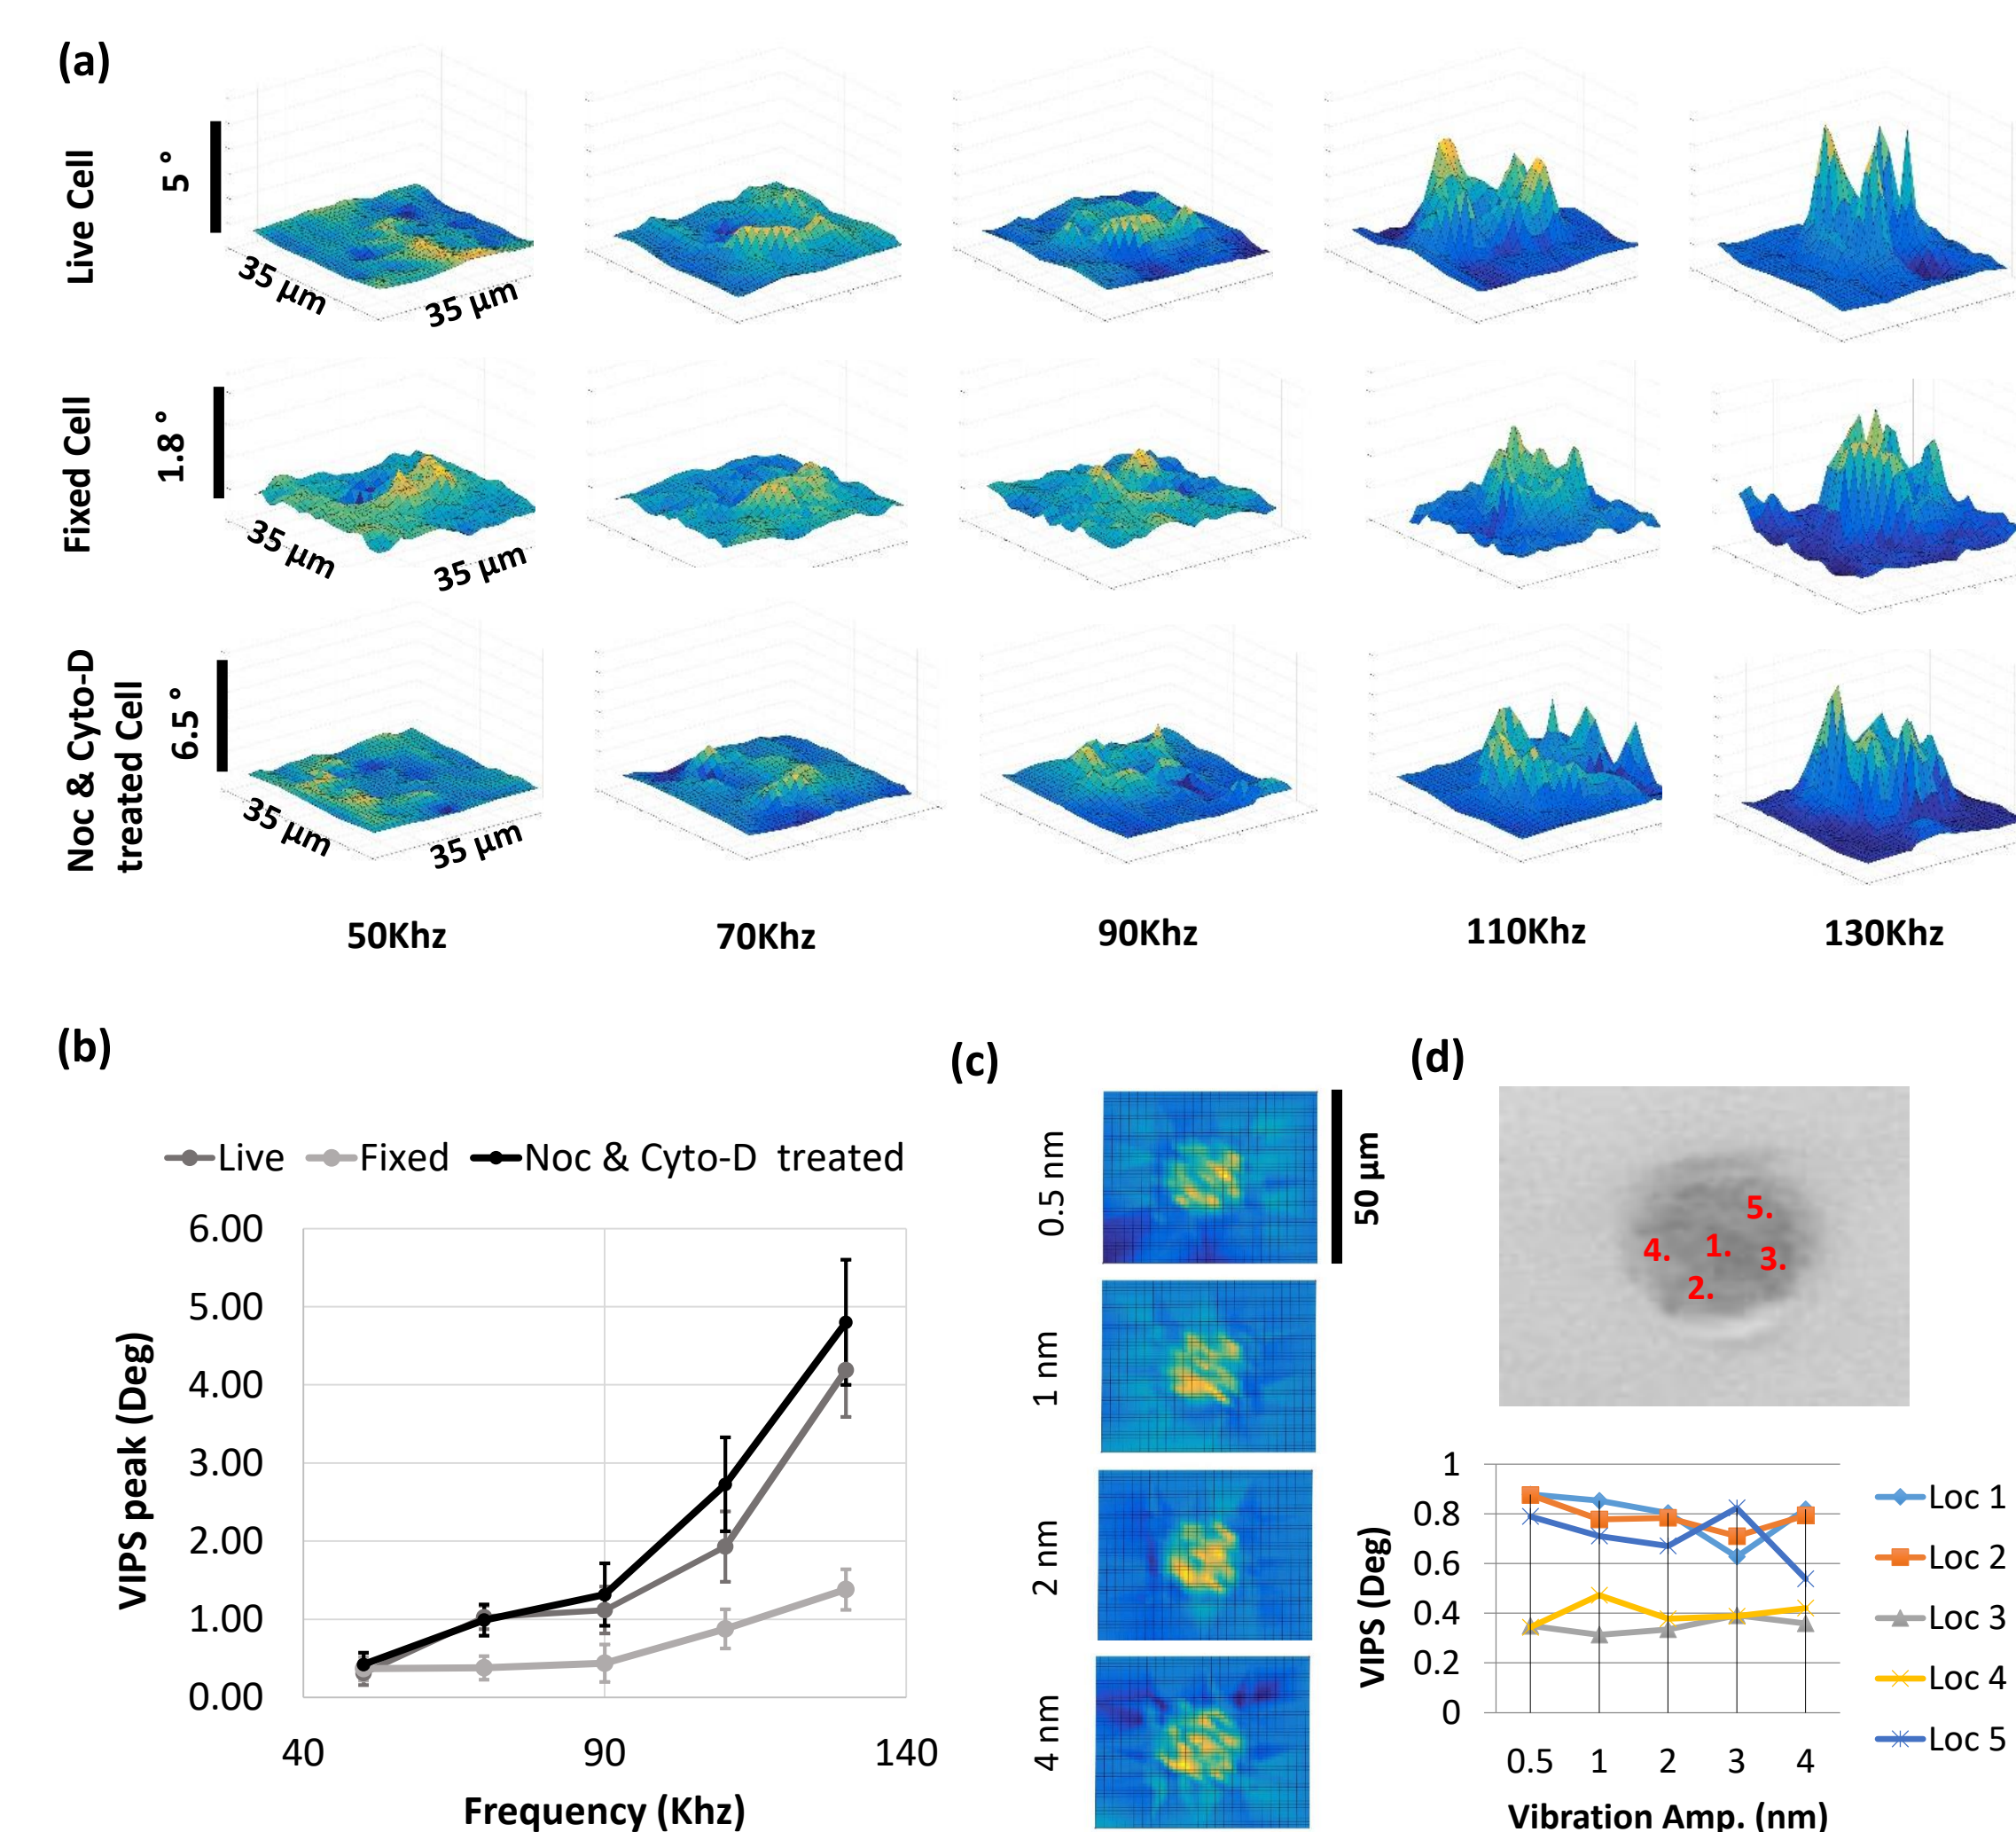 (a)
Live Cell
5 °
35 μm
35 μm
Fixed Cell
1.8 °
35 μm
35 μm
Noc & Cyto-D
treated Cell
6.5 °
35 μm
35 μm
50Khz
70Khz
90Khz
110Khz
130Khz
(b)
Live
Fixed
Noc & Cyto-D treated
6.00
5.00
4.00
3.00
2.00
1.00
0.00
VIPS peak (Deg)
40
90
140
Frequency (Khz)
(c)
0.5 nm
50 μm
1 nm
2 nm
4 nm
(d)
5.
4.
1.
3.
2.
1
0.8
0.6
0.4
0.2
0
VIPS (Deg)
0.5
1
2
3
4
Vibration Amp. (nm)
Loc 1
Loc 2
Loc 3
Loc 4
Loc 5